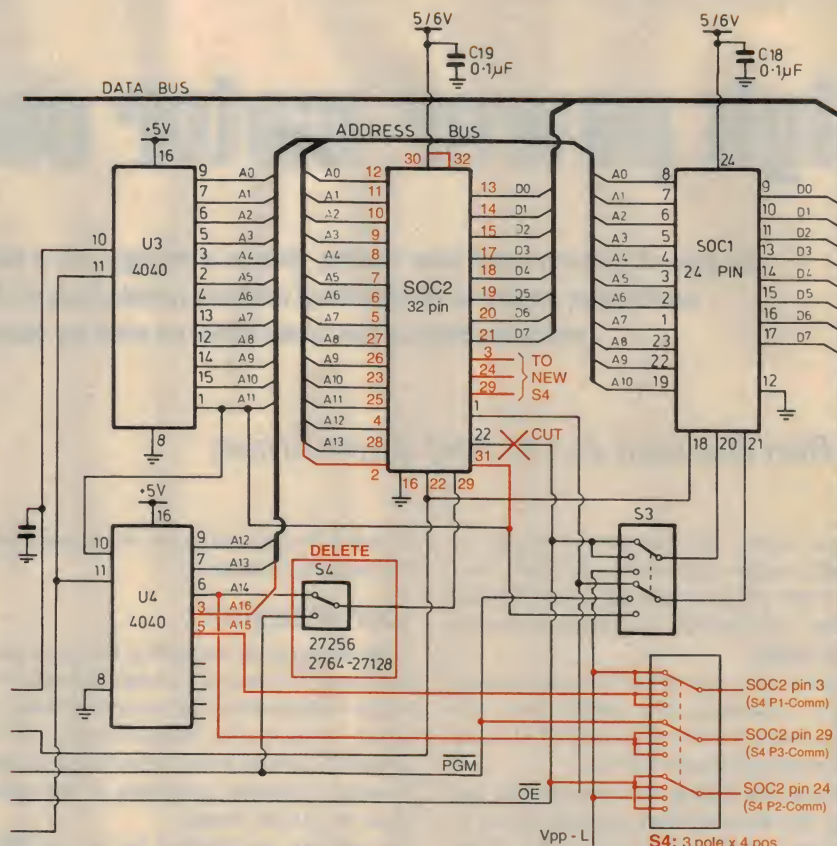 5/6V
5/6V
C19
0·1µF
C18
0·1µF
DATA BUS
+5V
ADDRESS BUS
16
30
32
24
9 A0
7 A1
6 A2
5 A3
3 A4
2 A5
4 A6
13 A7
12 A8
14 A9
15 A10
1 A11
10
11
U3
4040
8
A0 12
A1 11
A2 10
A3 9
A4 8
A5 7
A6 6
A7 5
A8 27
A9 26
A10 23
A11 25
A12 4
A13 28
2
SOC2
32 pin
13 D0
14 D1
15 D2
17 D3
18 D4
19 D5
20 D6
21 D7
3 TO
24 NEW
29 S4
1
22 CUT
31
16 22 29
A0 8
A1 7
A2 6
A3 5
A4 4
A5 3
A6 2
A7 1
A8 23
A9 22
A10 19
SOC1
24 PIN
9 D0
10 D1
11 D2
13 D3
14 D4
15 D5
16 D6
17 D7
12
18 20 21
+5V
16
10
11
U4
4040
8
9 A12
7 A13
6 A14
3 A16
5 A15
DELETE
S4
27256
2764-27128
S3
SOC2 pin 3
(S4 P1-Comm)
SOC2 pin 29
(S4 P3-Comm)
SOC2 pin 24
(S4 P2-Comm)
PGM
OE
Vpp - L
S4: 3 pole x 4 pos